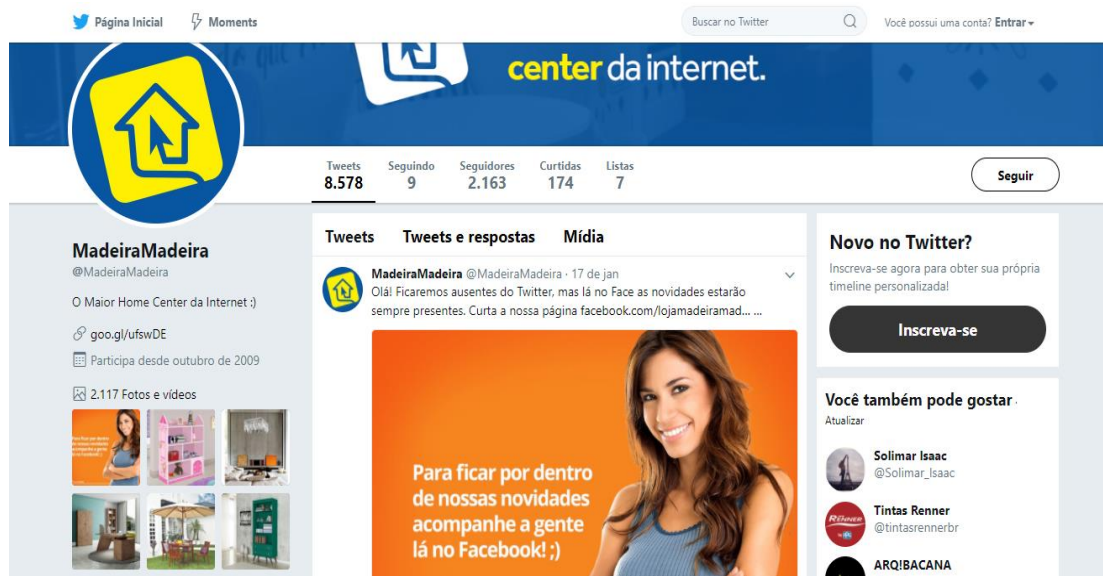 Página Inicial Moments Buscar no Twitter Você possui uma conta? Entrar
center da internet.
Tweets Seguindo Seguidores Curtidas Listas
8.578 9 2.163 174 7
Seguir
MadeiraMadeira
@MadeiraMadeira
O Maior Home Center da Internet :)
goo.gl/ufswDE
Participa desde outubro de 2009
2.117 Fotos e vídeos
Tweets Tweets e respostas Mídia
MadeiraMadeira @MadeiraMadeira · 17 de jan
Olá! Ficaremos ausentes do Twitter, mas lá no Face as novidades estarão
sempre presentes. Curta a nossa página facebook.com/lojamadeiramad... ...
Para ficar por dentro
de nossas novidades
acompanhe a gente
lá no Facebook! ;)
Novo no Twitter?
Inscreva-se agora para obter sua própria
timeline personalizada!
Inscreva-se
Você também pode gostar ·
Atualizar
Solimar Isaac
@Solimar_Isaac
Tintas Renner
@tintasrennerbr
RENNER
ARQ!BACANA